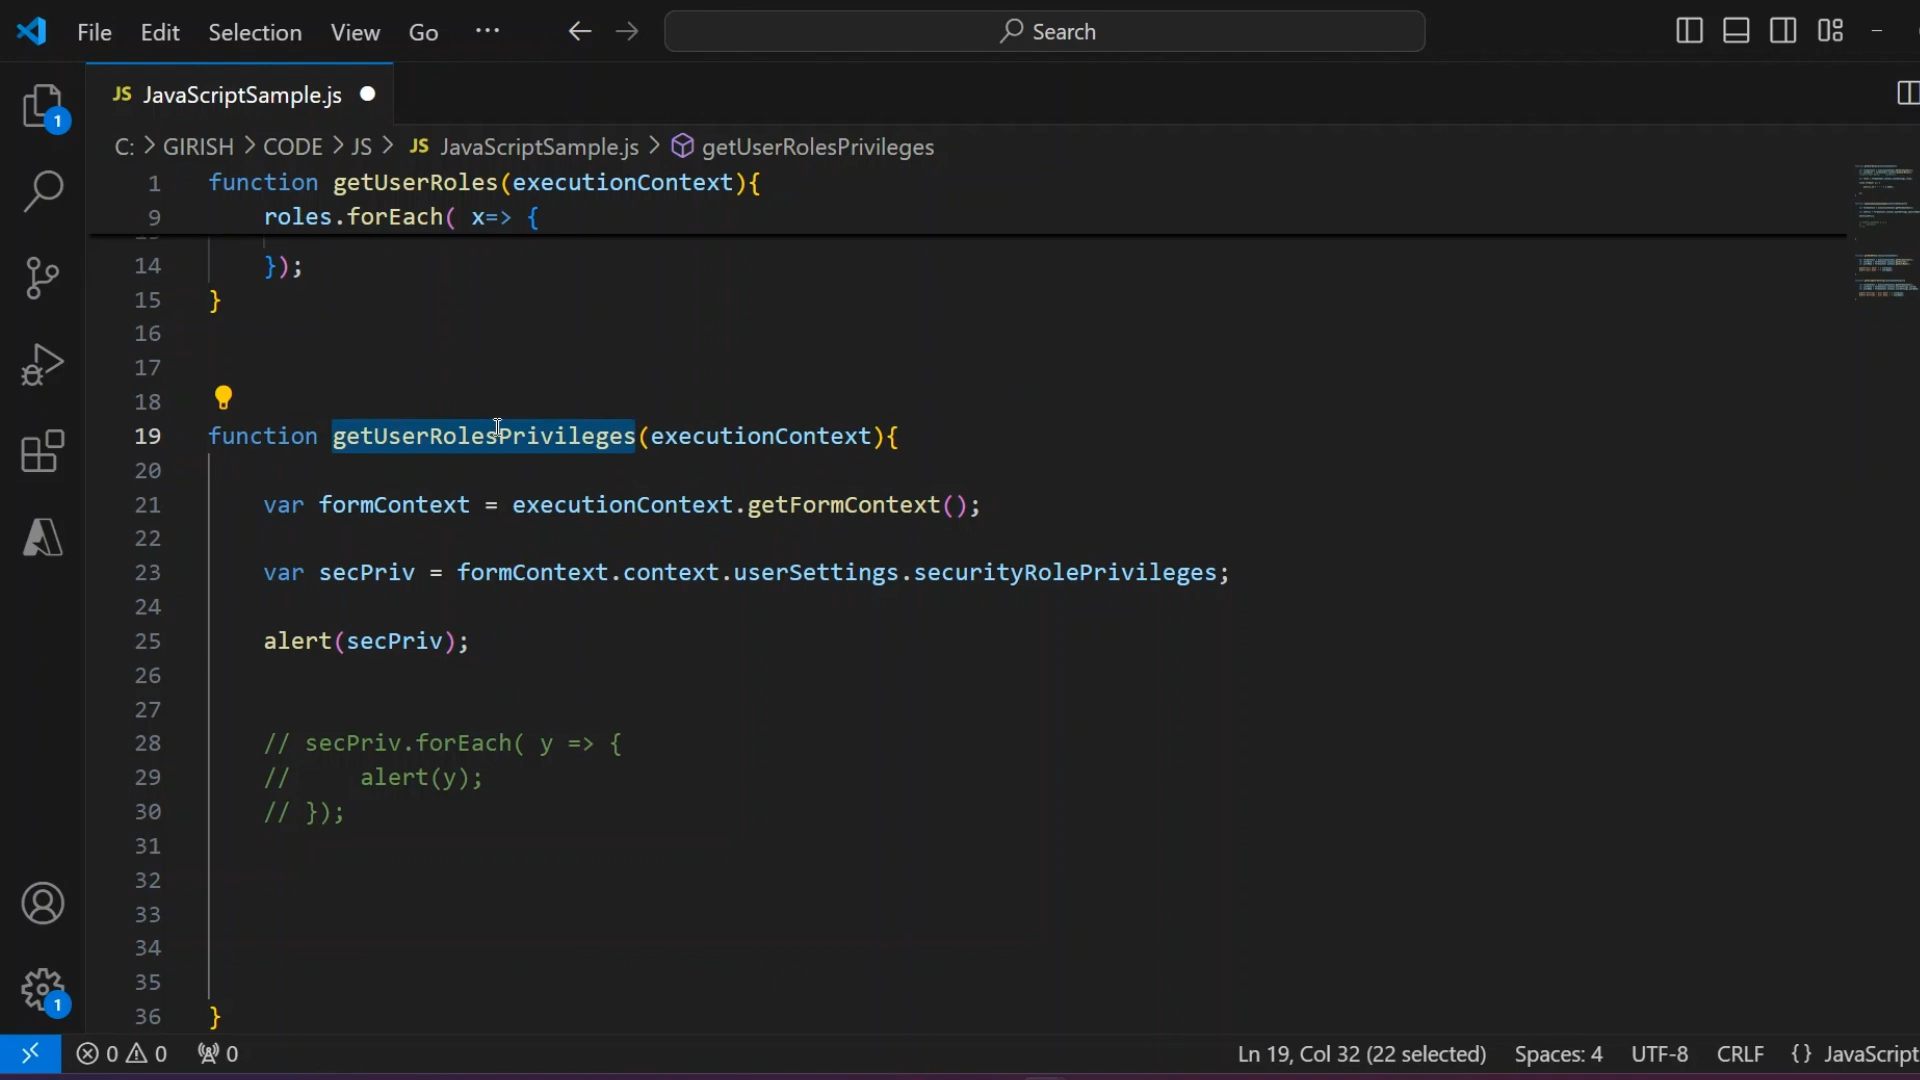 File Edit Selection View Go ··· Search
JS JavaScriptSample.js
C: > GIRISH > CODE > JS > JS JavaScriptSample.js > getUserRolesPrivileges
1 function getUserRoles(executionContext){
9 roles.forEach( x=> {
14 });
15 }
16
17
18
19 function getUserRolesPrivileges(executionContext){
20
21 var formContext = executionContext.getFormContext();
22
23 var secPriv = formContext.context.userSettings.securityRolePrivileges;
24
25 alert(secPriv);
26
27
28 // secPriv.forEach( y => {
29 // alert(y);
30 // });
31
32
33
34
35
36 }
1
1
0 0 0 Ln 19, Col 32 (22 selected) Spaces: 4 UTF-8 CRLF {} JavaScript